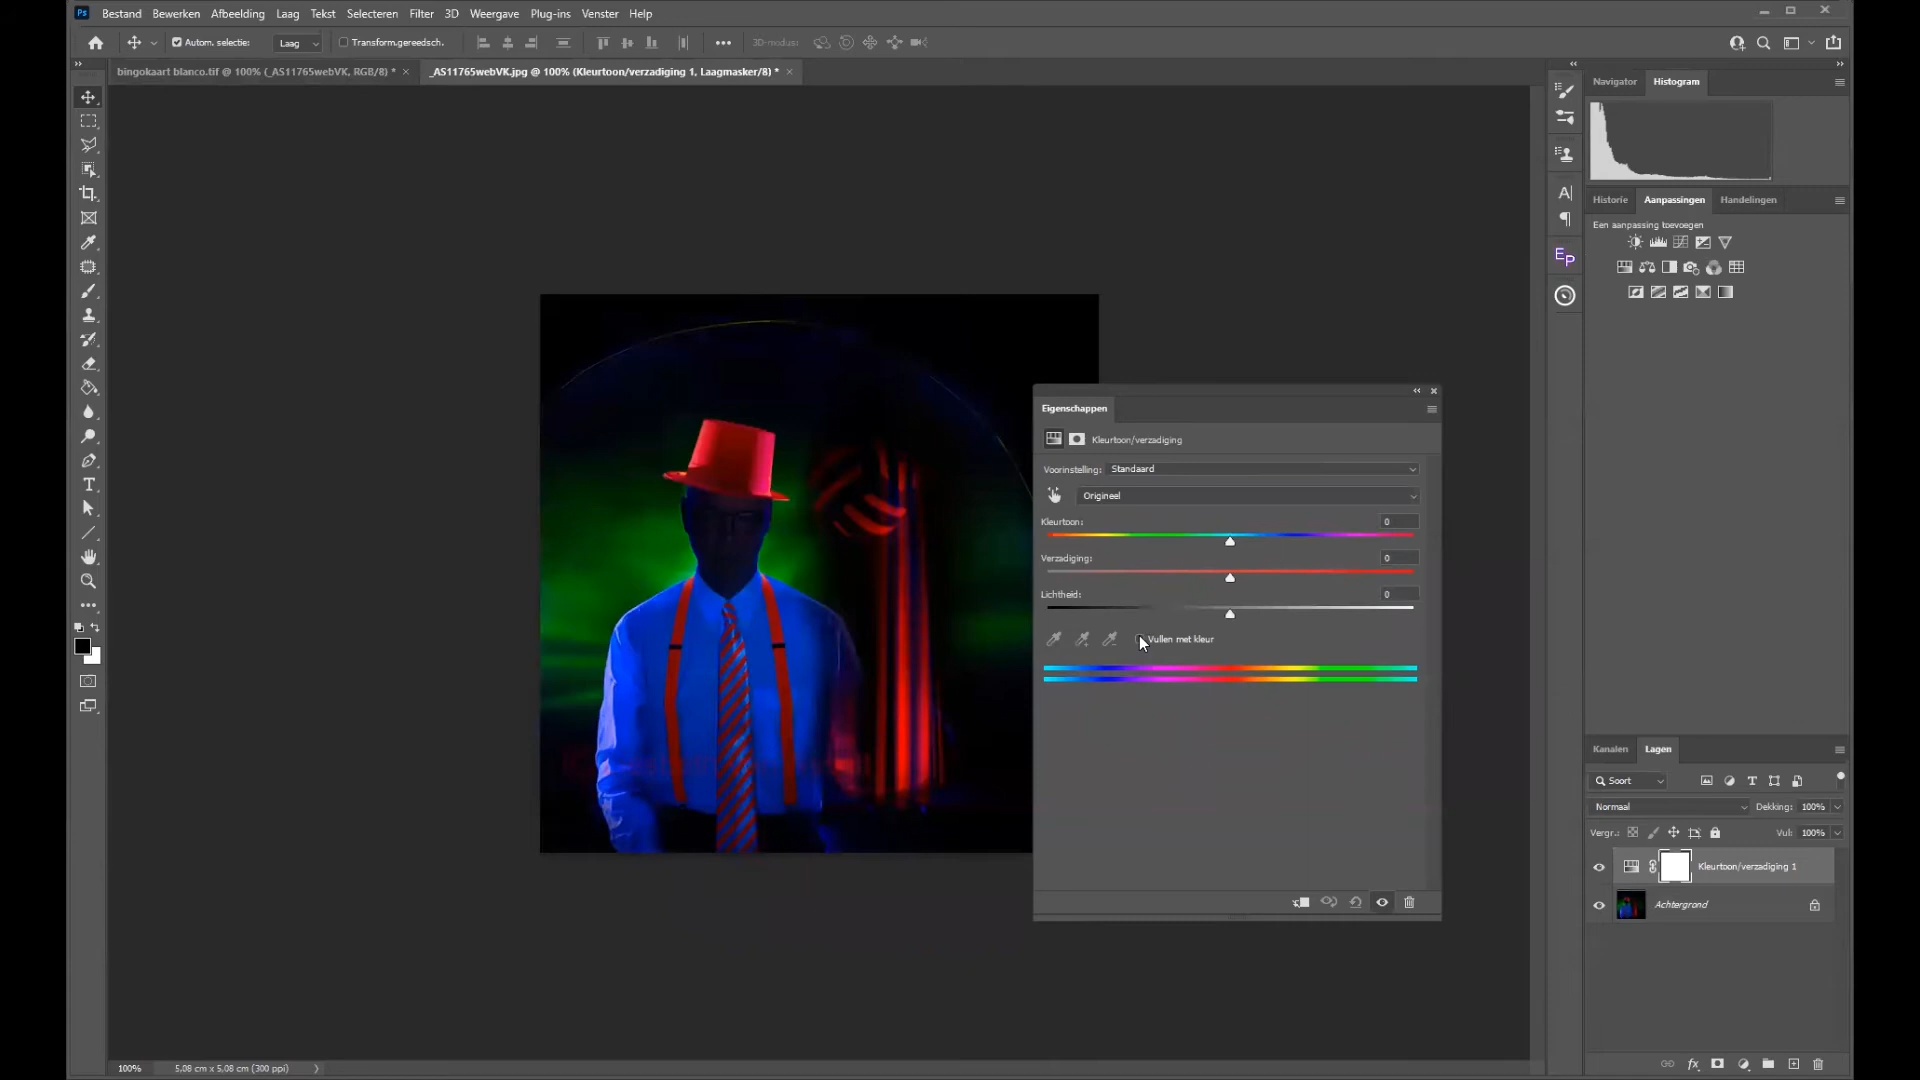 Ps Bestand Bewerken Afbeelding Laag Tekst Selecteren Filter 3D Weergave Plug-ins Venster Help
Autom. selectie: Laag Transform.gereedsch. 3D-modus:
bingokaart blanco.tif @ 100% (_AS11765webVK, RGB/8) * × _AS11765webVK.jpg @ 100% (Kleurtoon/verzadiging 1, Laagmasker/8) * ×
Navigator Histogram
Historie Aanpassingen Handelingen
Een aanpassing toevoegen
Eigenschappen
Kleurtoon/verzadiging
Voorinstelling: Standaard
Origineel
Kleurtoon: 0
Verzadiging: 0
Lichtheid: 0
Vullen met kleur
Kanalen Lagen
Soort
Normaal Dekking: 100%
Vergr.: Vul: 100%
Kleurtoon/verzadiging 1
Achtergrond
100% 5,08 cm x 5,08 cm (300 ppi)